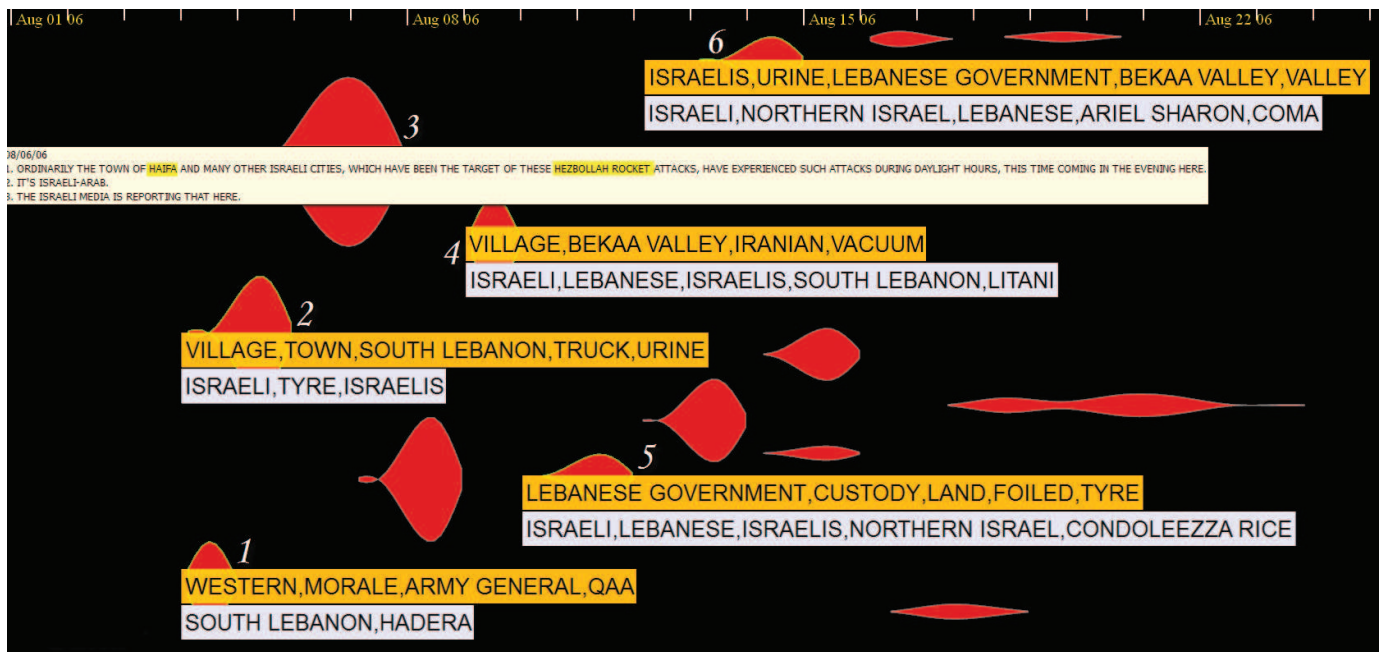 Aug 01 06 Aug 08 06 Aug 15 06 Aug 22 06
6
ISRAELIS,URINE,LEBANESE GOVERNMENT,BEKAA VALLEY,VALLEY
ISRAELI,NORTHERN ISRAEL,LEBANESE,ARIEL SHARON,COMA
3
08/06/06
1. ORDINARILY THE TOWN OF HAIFA AND MANY OTHER ISRAELI CITIES, WHICH HAVE BEEN THE TARGET OF THESE HEZBOLLAH ROCKET ATTACKS, HAVE EXPERIENCED SUCH ATTACKS DURING DAYLIGHT HOURS, THIS TIME COMING IN THE EVENING HERE.
2. IT'S ISRAELI-ARAB.
3. THE ISRAELI MEDIA IS REPORTING THAT HERE.
4
VILLAGE,BEKAA VALLEY,IRANIAN,VACUUM
ISRAELI,LEBANESE,ISRAELIS,SOUTH LEBANON,LITANI
2
VILLAGE,TOWN,SOUTH LEBANON,TRUCK,URINE
ISRAELI,TYRE,ISRAELIS
5
LEBANESE GOVERNMENT,CUSTODY,LAND,FOILED,TYRE
ISRAELI,LEBANESE,ISRAELIS,NORTHERN ISRAEL,CONDOLEEZZA RICE
1
WESTERN,MORALE,ARMY GENERAL,QAA
SOUTH LEBANON,HADERA